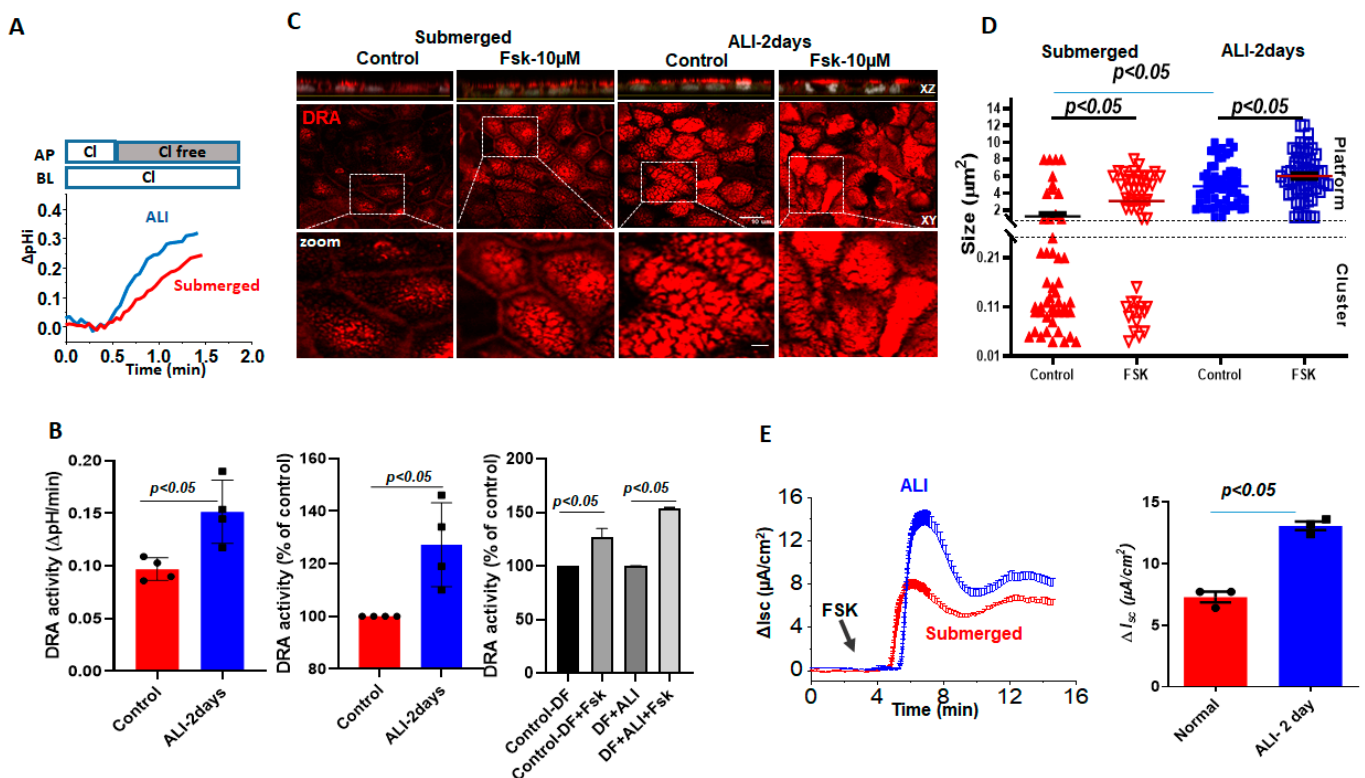 A
AP
Cl
Cl free
BL
Cl
ΔpHi
0.4
0.3
0.2
0.1
0.0
ALI
Submerged
0.0
0.5
1.0
1.5
2.0
Time (min)
C
Submerged
ALI-2days
Control
Fsk-10µM
Control
Fsk-10µM
XZ
DRA
50 µm
XY
zoom
D
Submerged
ALI-2days
p<0.05
p<0.05
p<0.05
Size (µm²)
14
12
10
8
6
4
2
0.21
0.11
0.01
Platform
Cluster
Control
FSK
Control
FSK
B
DRA activity (ΔpH/min)
0.20
0.15
0.10
0.05
0.00
p<0.05
Control
ALI-2days
DRA activity (% of control)
160
140
120
100
80
p<0.05
Control
ALI-2days
DRA activity (% of control)
200
150
100
50
0
p<0.05
p<0.05
Control-DF
Control-DF+Fsk
DF+ALI
DF+ALI+Fsk
E
ΔIsc (µA/cm²)
16
12
8
4
0
ALI
FSK
Submerged
0
4
8
12
16
Time (min)
Δ Isc (µA/cm²)
15
10
5
0
p<0.05
Normal
ALI- 2 day